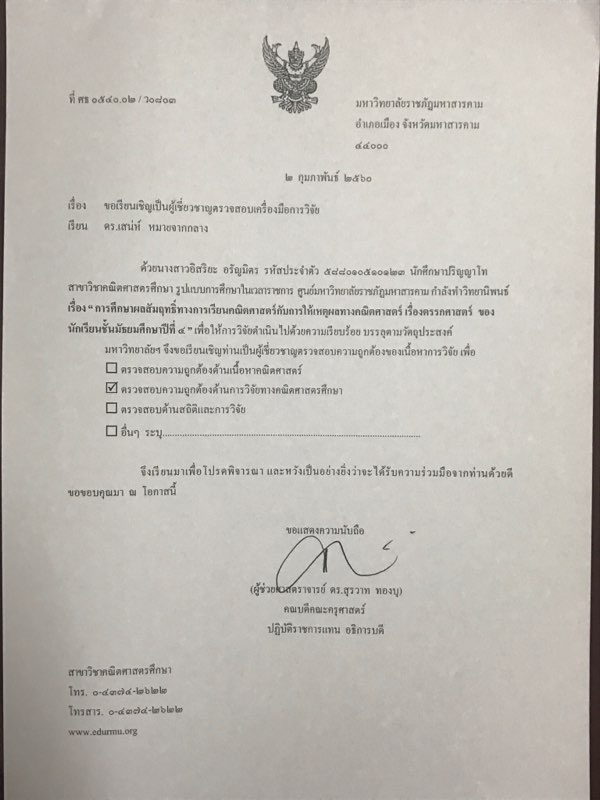 ที่ ศธ ๐๕๔๐.๐๒ / ว๐๘๐๓
มหาวิทยาลัยราชภัฏมหาสารคาม
อำเภอเมือง จังหวัดมหาสารคาม
๔๔๐๐๐
๒ กุมภาพันธ์ ๒๕๖๐
เรื่อง ขอเรียนเชิญเป็นผู้เชี่ยวชาญตรวจสอบเครื่องมือการวิจัย
เรียน ดร.เสน่ห์ หมายจากกลาง
ด้วยนางสาวอิสริยะ อรัญมิตร รหัสประจำตัว ๕๘๘๐๑๐๕๑๐๑๒๓ นักศึกษาปริญญาโท
สาขาวิชาคณิตศาสตรศึกษา รูปแบบการศึกษาในเวลาราชการ ศูนย์มหาวิทยาลัยราชภัฏมหาสารคาม กำลังทำวิทยานิพนธ์
เรื่อง “ การศึกษาผลสัมฤทธิ์ทางการเรียนคณิตศาสตร์กับการให้เหตุผลทางคณิตศาสตร์ เรื่องตรรกศาสตร์ ของ
นักเรียนชั้นมัธยมศึกษาปีที่ ๔ ” เพื่อให้การวิจัยดำเนินไปด้วยความเรียบร้อย บรรลุตามวัตถุประสงค์
มหาวิทยาลัยฯ จึงขอเรียนเชิญท่านเป็นผู้เชี่ยวชาญตรวจสอบความถูกต้องของเนื้อหาการวิจัย เพื่อ
ตรวจสอบความถูกต้องด้านเนื้อหาคณิตศาสตร์
ตรวจสอบความถูกต้องด้านการวิจัยทางคณิตศาสตรศึกษา
ตรวจสอบด้านสถิติและการวิจัย
อื่นๆ ระบุ....................................................................................
จึงเรียนมาเพื่อโปรดพิจารณา และหวังเป็นอย่างยิ่งว่าจะได้รับความร่วมมือจากท่านด้วยดี
ขอขอบคุณมา ณ โอกาสนี้
ขอแสดงความนับถือ
(ผู้ช่วยศาสตราจารย์ ดร.สุรวาท ทองบุ)
คณบดีคณะครุศาสตร์
ปฏิบัติราชการแทน อธิการบดี
สาขาวิชาคณิตศาสตรศึกษา
โทร. ๐-๔๓๗๔-๒๖๒๒
โทรสาร. ๐-๔๓๗๔-๒๖๒๒
www.edurmu.org